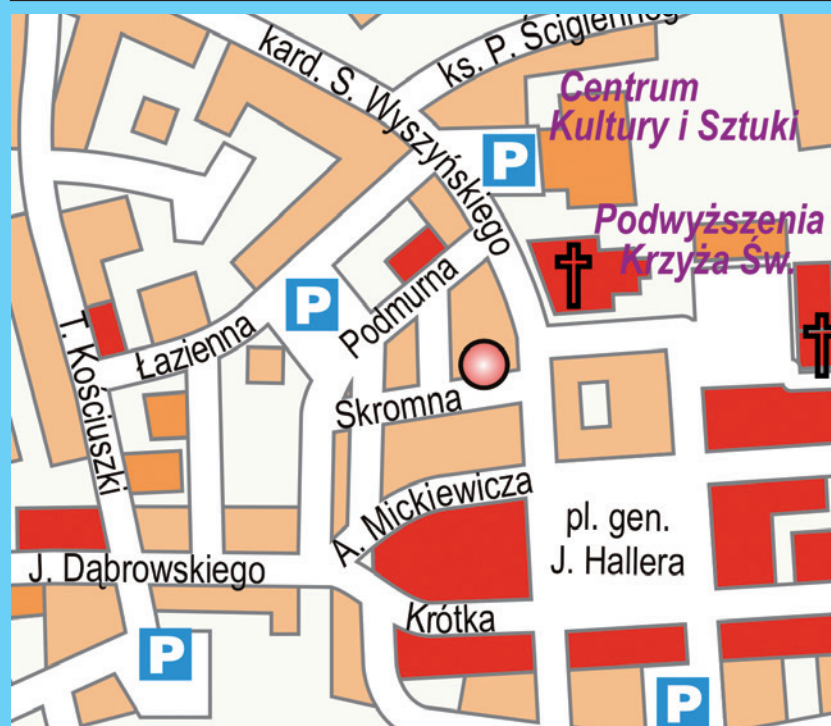 kard. S. Wyszyńskiego
ks. P. Ścigiennego
Centrum
Kultury i Sztuki
P
Podwyższenia
Krzyża Św.
P
Podmurna
T. Kościuszki
Łazienna
Skromna
A. Mickiewicza
pl. gen.
J. Hallera
J. Dąbrowskiego
Krótka
P
P